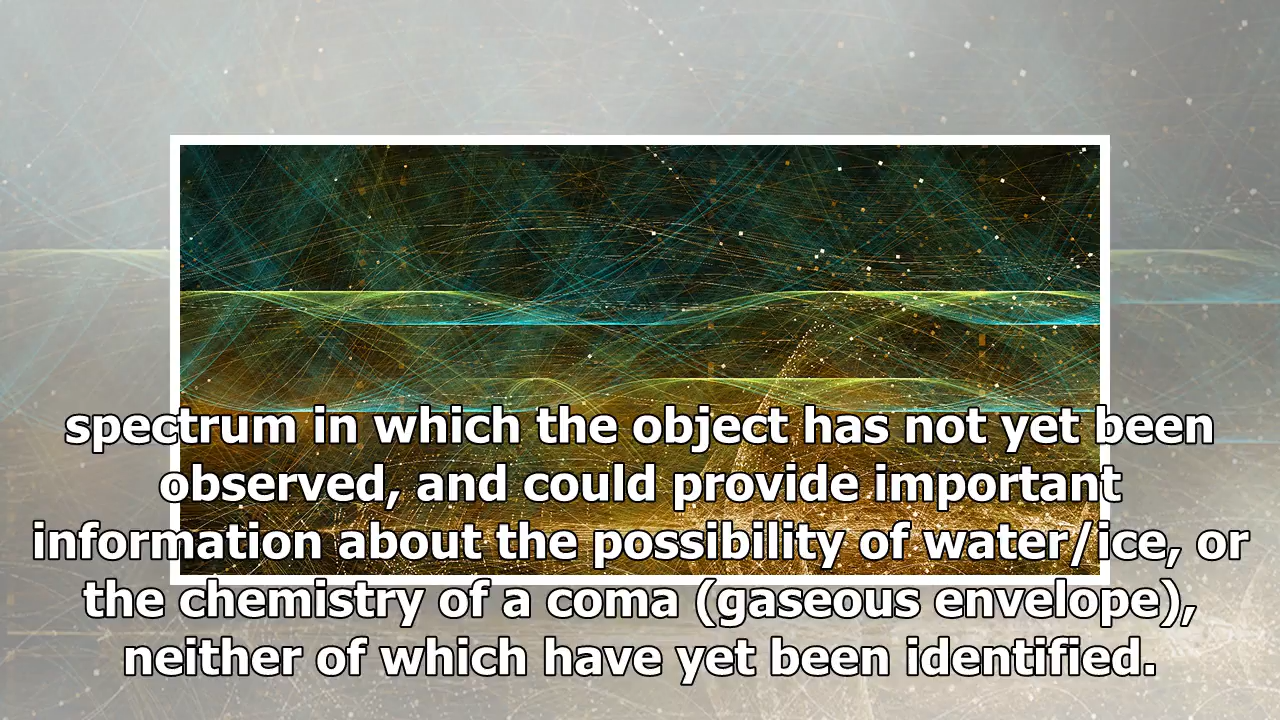 spectrum in which the object has not yet been
observed, and could provide important
information about the possibility of water/ice, or
the chemistry of a coma (gaseous envelope),
neither of which have yet been identified.